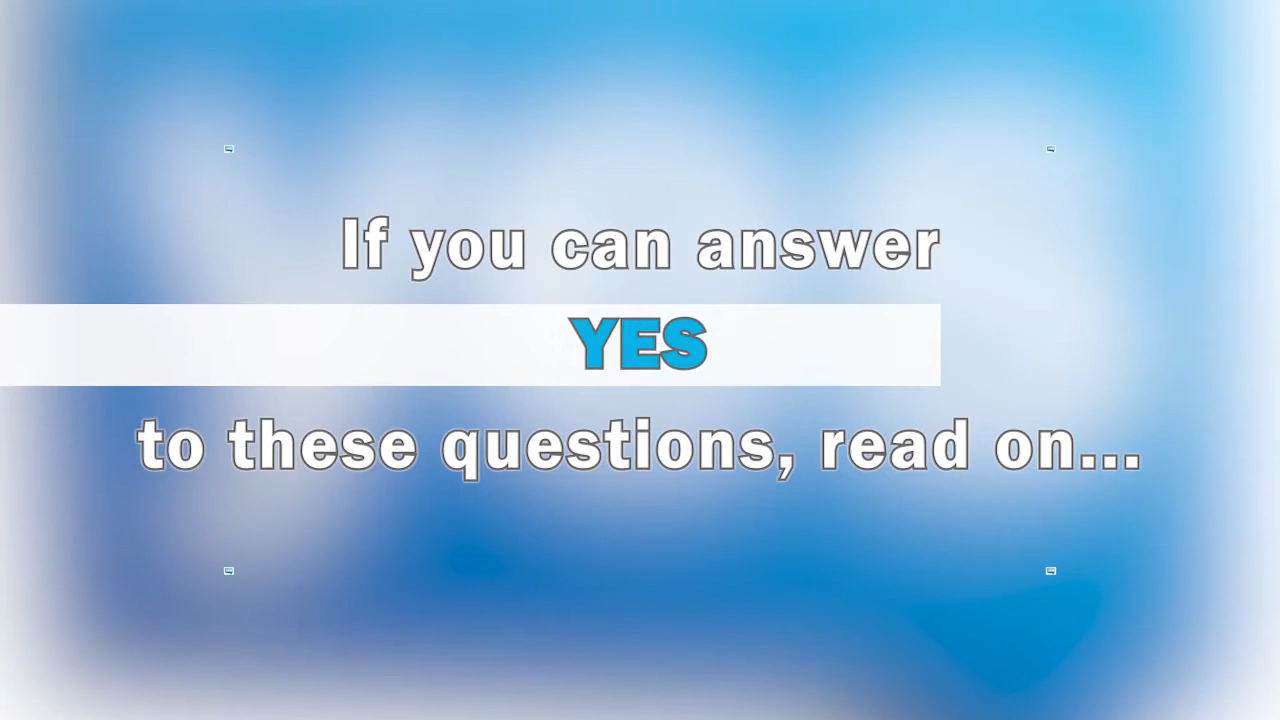 If you can answer
YES
to these questions, read on...